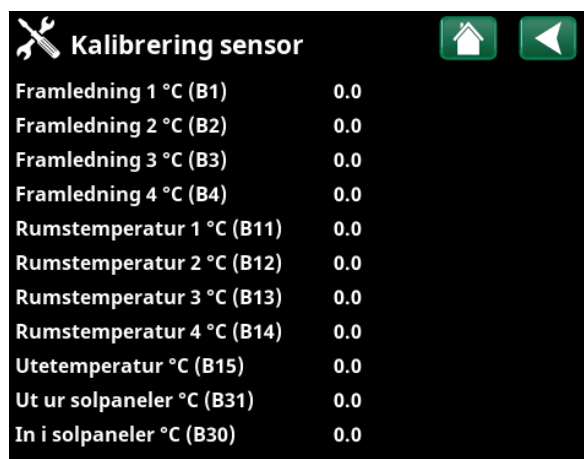 Kalibrering sensor
Framledning 1 °C (B1) 0.0
Framledning 2 °C (B2) 0.0
Framledning 3 °C (B3) 0.0
Framledning 4 °C (B4) 0.0
Rumstemperatur 1 °C (B11) 0.0
Rumstemperatur 2 °C (B12) 0.0
Rumstemperatur 3 °C (B13) 0.0
Rumstemperatur 4 °C (B14) 0.0
Utetemperatur °C (B15) 0.0
Ut ur solpaneler °C (B31) 0.0
In i solpaneler °C (B30) 0.0